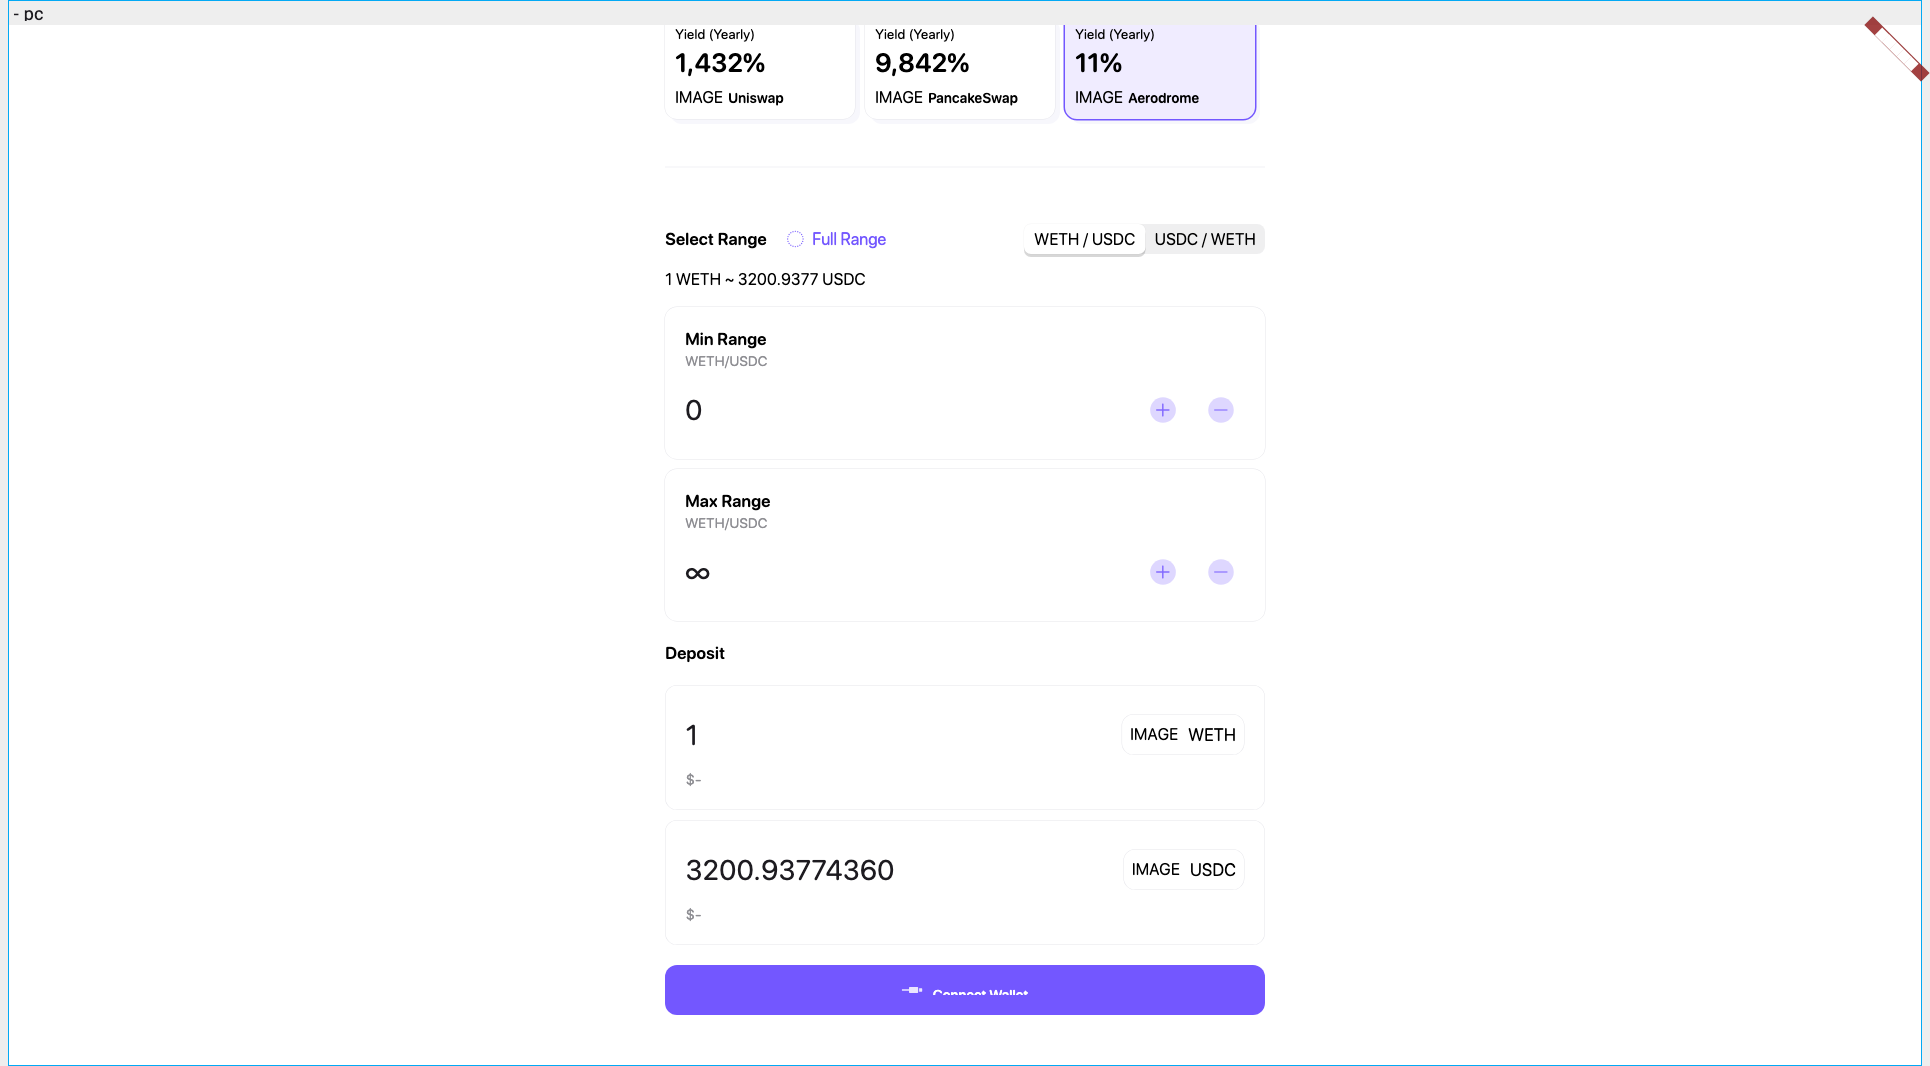 - pc
Yield (Yearly) Yield (Yearly) Yield (Yearly)
1,432% 9,842% 11%
IMAGE Uniswap IMAGE PancakeSwap IMAGE Aerodrome
Select Range Full Range WETH / USDC USDC / WETH
1 WETH ~ 3200.9377 USDC
Min Range
WETH/USDC
0
Max Range
WETH/USDC
∞
Deposit
1 IMAGE WETH
$-
3200.93774360 IMAGE USDC
$-
Connect Wallet